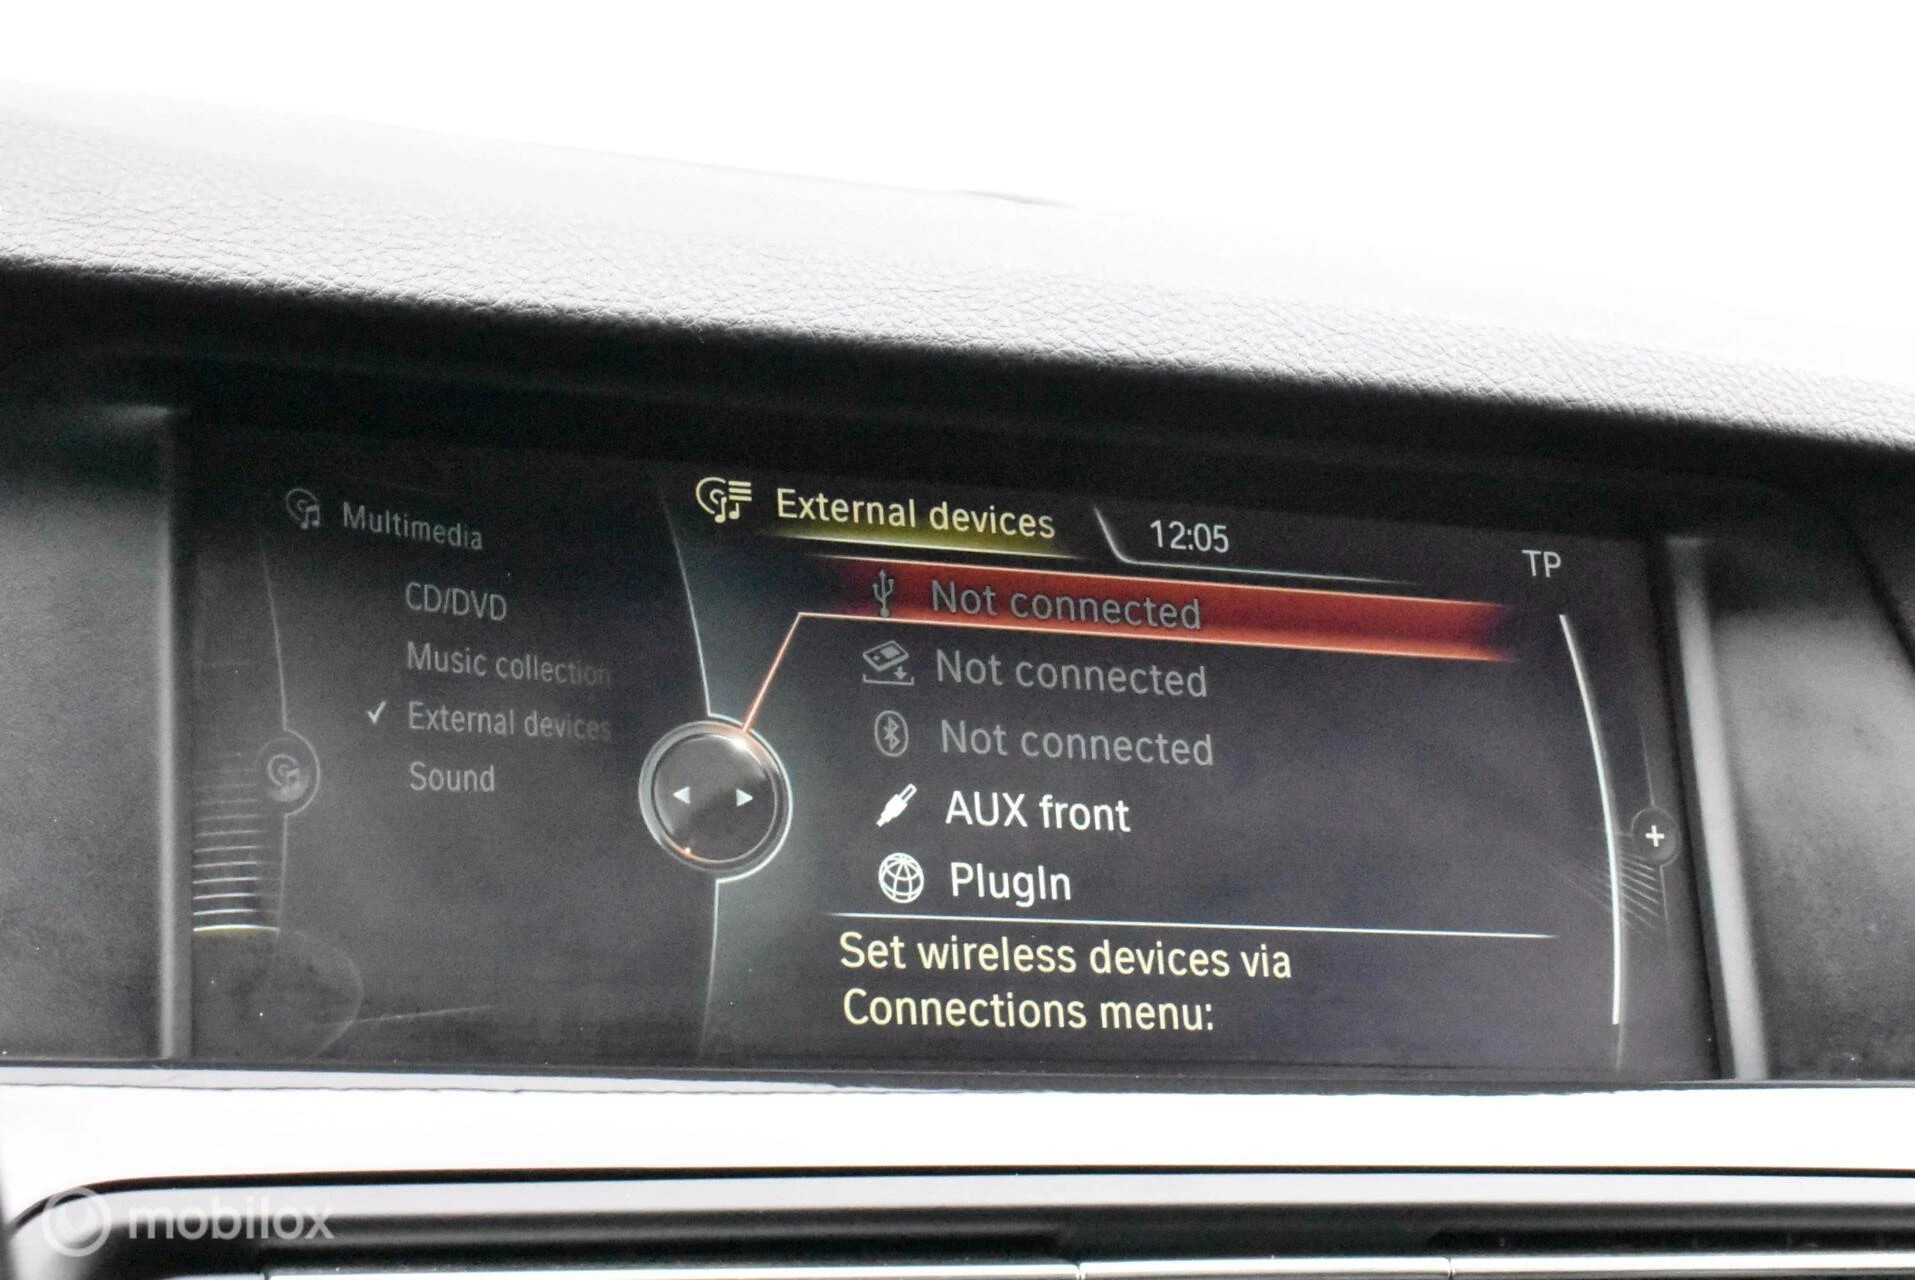 Multimedia
CD/DVD
Music collection
External devices
Sound
External devices
12:05
TP
Not connected
Not connected
Not connected
AUX front
PlugIn
Set wireless devices via
Connections menu:
mobilox